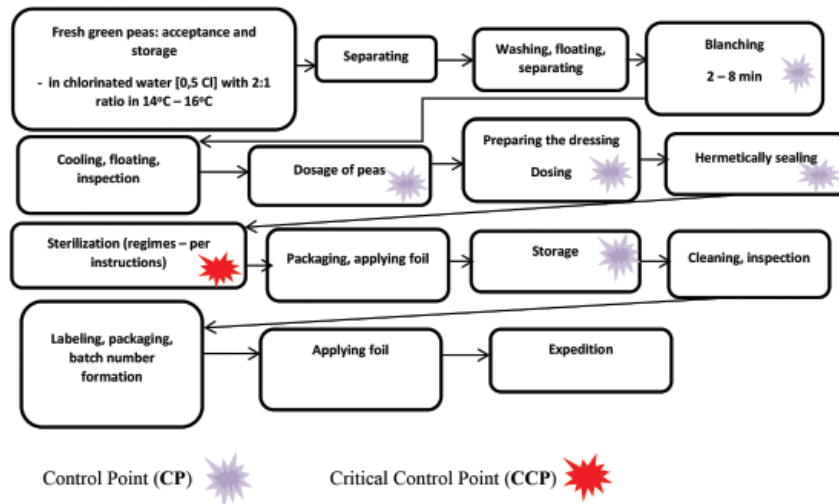 Fresh green peas: acceptance and
storage
- in chlorinated water [0,5 Cl] with 2:1
ratio in 14°C – 16°C
Separating
Washing, floating,
separating
Blanching
2 – 8 min
Cooling, floating,
inspection
Dosage of peas
Preparing the dressing
Dosing
Hermetically sealing
Sterilization (regimes – per
instructions)
Packaging, applying foil
Storage
Cleaning, inspection
Labeling, packaging,
batch number
formation
Applying foil
Expedition
Control Point (CP)
Critical Control Point (CCP)